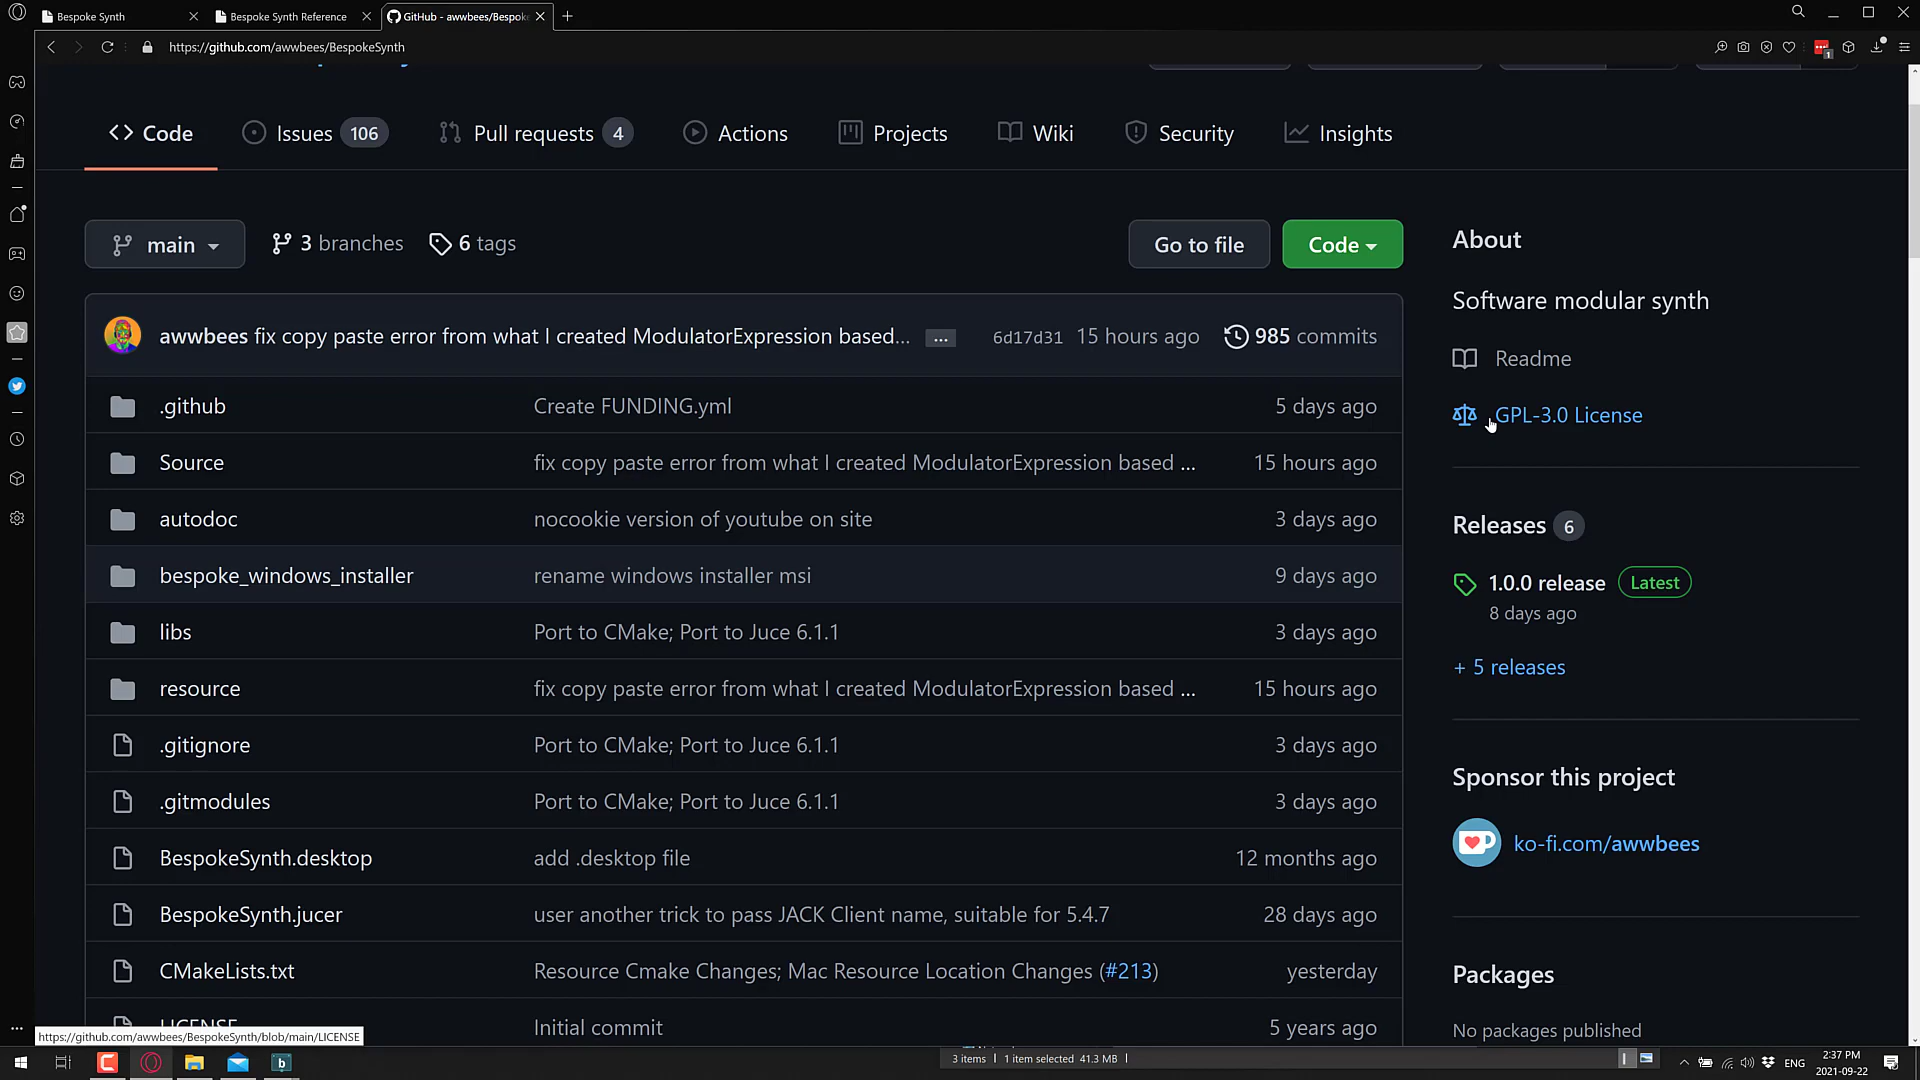 Bespoke Synth
Bespoke Synth Reference
GitHub - awwbees/Bespoke
https://github.com/awwbees/BespokeSynth
1
Code
Issues 106
Pull requests 4
Actions
Projects
Wiki
Security
Insights
main
3 branches
6 tags
Go to file
Code
About
Software modular synth
Readme
GPL-3.0 License
awwbees fix copy paste error from what I created ModulatorExpression based... ... 6d17d31 15 hours ago 985 commits
.github Create FUNDING.yml 5 days ago
Source fix copy paste error from what I created ModulatorExpression based ... 15 hours ago
autodoc nocookie version of youtube on site 3 days ago
bespoke_windows_installer rename windows installer msi 9 days ago
libs Port to CMake; Port to Juce 6.1.1 3 days ago
resource fix copy paste error from what I created ModulatorExpression based ... 15 hours ago
.gitignore Port to CMake; Port to Juce 6.1.1 3 days ago
.gitmodules Port to CMake; Port to Juce 6.1.1 3 days ago
BespokeSynth.desktop add .desktop file 12 months ago
BespokeSynth.jucer user another trick to pass JACK Client name, suitable for 5.4.7 28 days ago
CMakeLists.txt Resource Cmake Changes; Mac Resource Location Changes (#213) yesterday
LICENSE Initial commit 5 years ago
Releases 6
1.0.0 release Latest
8 days ago
+ 5 releases
Sponsor this project
ko-fi.com/awwbees
Packages
No packages published
https://github.com/awwbees/BespokeSynth/blob/main/LICENSE
3 items 1 item selected 41.3 MB
ENG
2:37 PM
2021-09-22